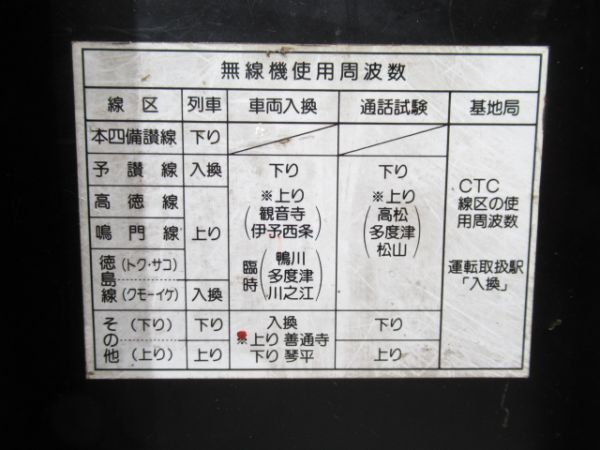 無線機使用周波数
線区 列車 車両入換 通話試験 基地局
本四備讃線 下り
予讃線 入換 下り 下り
高徳線
鳴門線 上り
徳島線 (トク・サコ)
(クモーイケ) 入換
※上り
(観音寺
伊予西条)
臨時 (鴨川
多度津
川之江)
※上り
(高松
多度津
松山)
CTC
線区の使
用周波数
運転取扱駅
「入換」
その他 (下り) 下り 入換 下り
※上り 善通寺
(上り) 上り 下り 琴平 上り